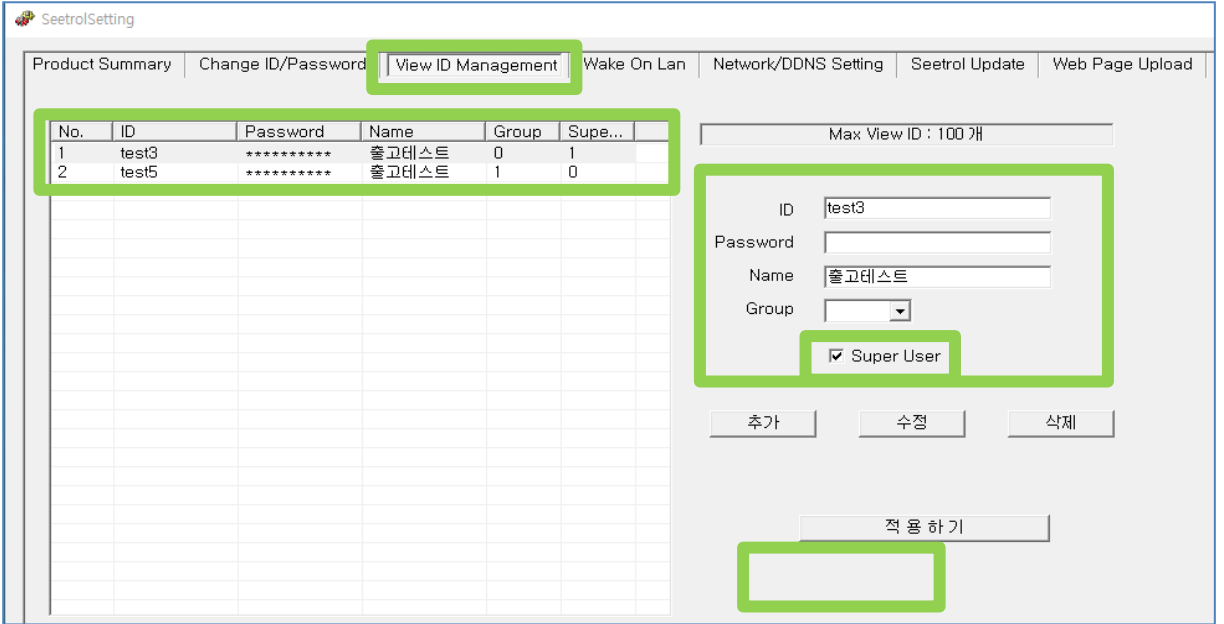 SeetrolSetting
Product Summary Change ID/Password View ID Management Wake On Lan Network/DDNS Setting Seetrol Update Web Page Upload
No. ID Password Name Group Supe...
1 test3 ********** 출고테스트 0 1
2 test5 ********** 출고테스트 1 0
Max View ID : 100 개
ID test3
Password
Name 출고테스트
Group
Super User
추가 수정 삭제
적 용 하 기